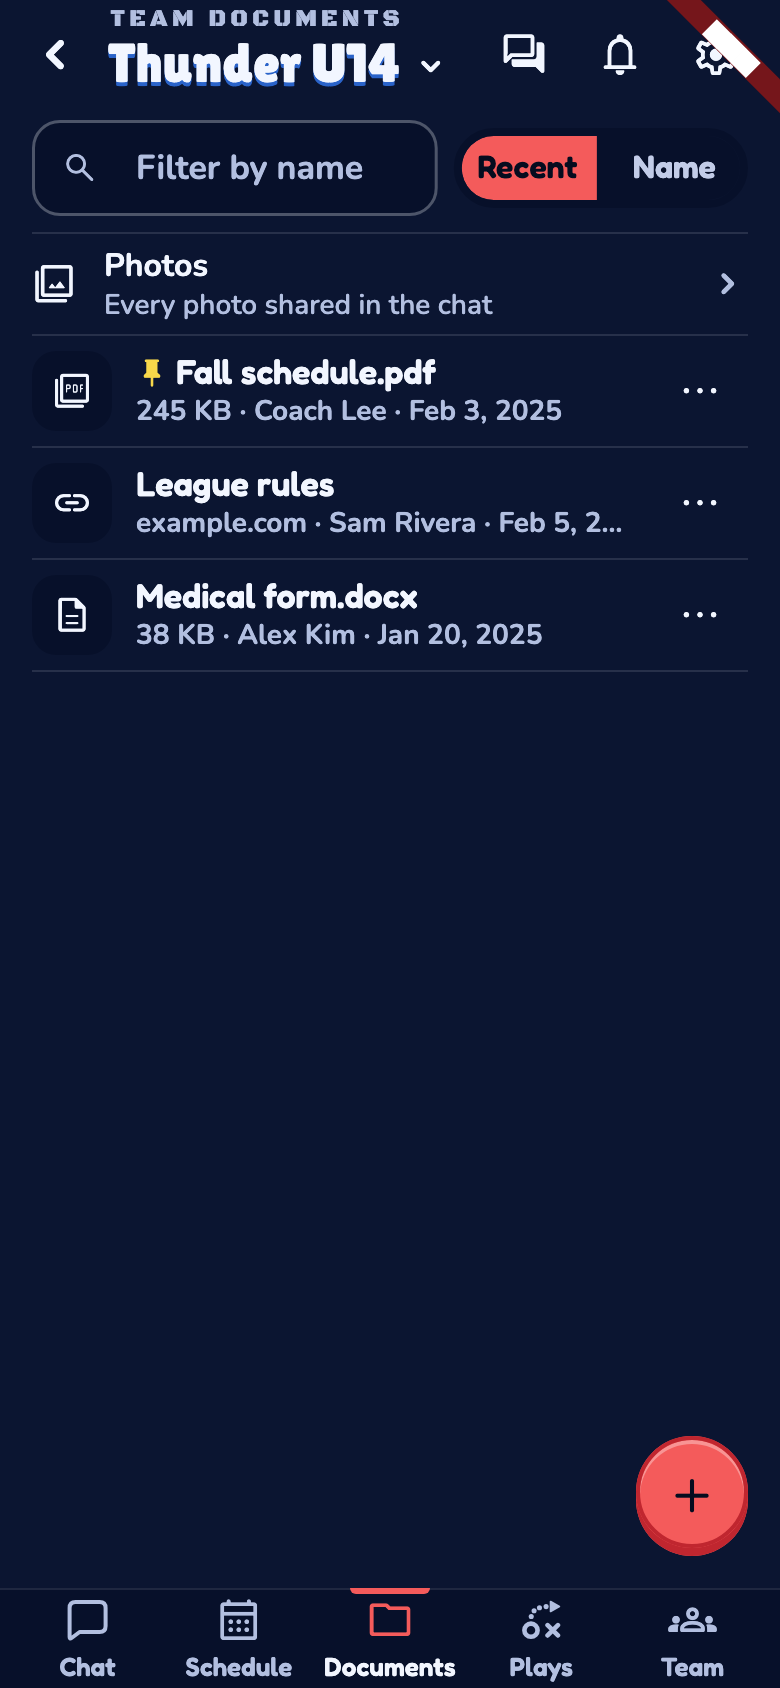 TEAM DOCUMENTS
Thunder U14
Filter by name
Recent
Name
Photos
Every photo shared in the chat
Fall schedule.pdf
PDF
245 KB · Coach Lee · Feb 3, 2025
League rules
example.com · Sam Rivera · Feb 5, 2...
Medical form.docx
38 KB · Alex Kim · Jan 20, 2025
Chat
Schedule
Documents
Plays
Team